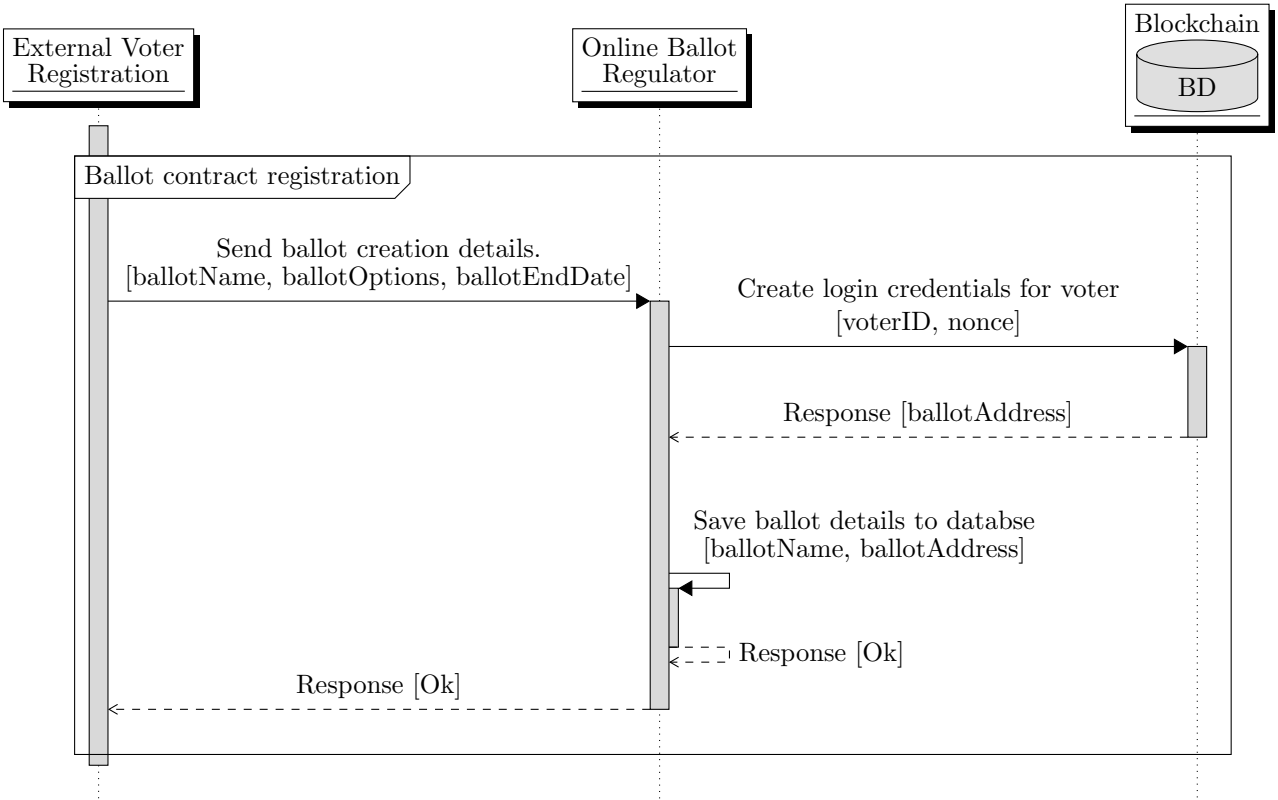 External Voter
Registration
Online Ballot
Regulator
Blockchain
BD
Ballot contract registration
Send ballot creation details.
[ballotName, ballotOptions, ballotEndDate]
Create login credentials for voter
[voterID, nonce]
Response [ballotAddress]
Save ballot details to databse
[ballotName, ballotAddress]
Response [Ok]
Response [Ok]